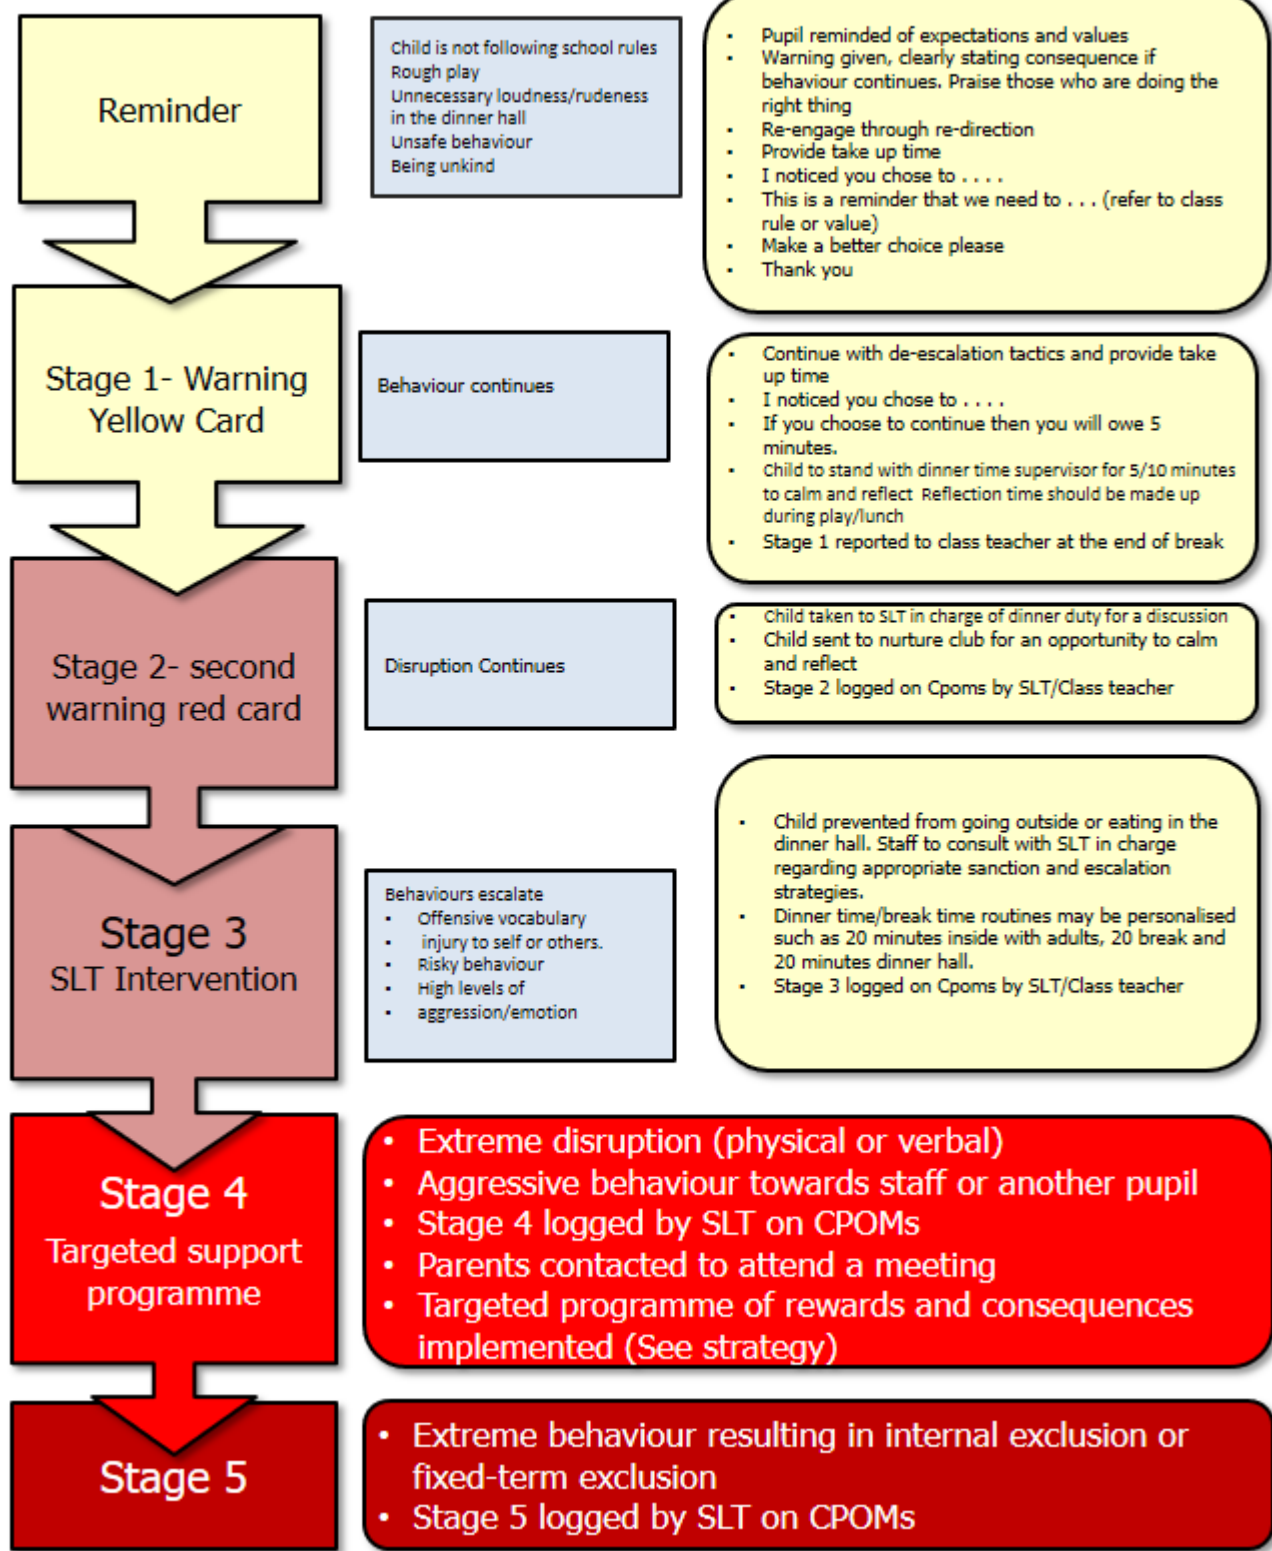 Reminder
Child is not following school rules
Rough play
Unnecessary loudness/rudeness
in the dinner hall
Unsafe behaviour
Being unkind
• Pupil reminded of expectations and values
• Warning given, clearly stating consequence if
behaviour continues. Praise those who are doing the
right thing
• Re-engage through re-direction
• Provide take up time
• I noticed you chose to . . . .
• This is a reminder that we need to . . . (refer to class
rule or value)
• Make a better choice please
• Thank you
Stage 1- Warning
Yellow Card
Behaviour continues
• Continue with de-escalation tactics and provide take
up time
• I noticed you chose to . . . .
• If you choose to continue then you will owe 5
minutes.
• Child to stand with dinner time supervisor for 5/10 minutes
to calm and reflect Reflection time should be made up
during play/lunch
• Stage 1 reported to class teacher at the end of break
Stage 2- second
warning red card
Disruption Continues
• Child taken to SLT in charge of dinner duty for a discussion
• Child sent to nurture club for an opportunity to calm
and reflect
• Stage 2 logged on Cpoms by SLT/Class teacher
Stage 3
SLT Intervention
Behaviours escalate
• Offensive vocabulary
• injury to self or others.
• Risky behaviour
• High levels of
• aggression/emotion
• Child prevented from going outside or eating in the
dinner hall. Staff to consult with SLT in charge
regarding appropriate sanction and escalation
strategies.
• Dinner time/break time routines may be personalised
such as 20 minutes inside with adults, 20 break and
20 minutes dinner hall.
• Stage 3 logged on Cpoms by SLT/Class teacher
Stage 4
Targeted support
programme
• Extreme disruption (physical or verbal)
• Aggressive behaviour towards staff or another pupil
• Stage 4 logged by SLT on CPOMs
• Parents contacted to attend a meeting
• Targeted programme of rewards and consequences
implemented (See strategy)
Stage 5
• Extreme behaviour resulting in internal exclusion or
fixed-term exclusion
• Stage 5 logged by SLT on CPOMs